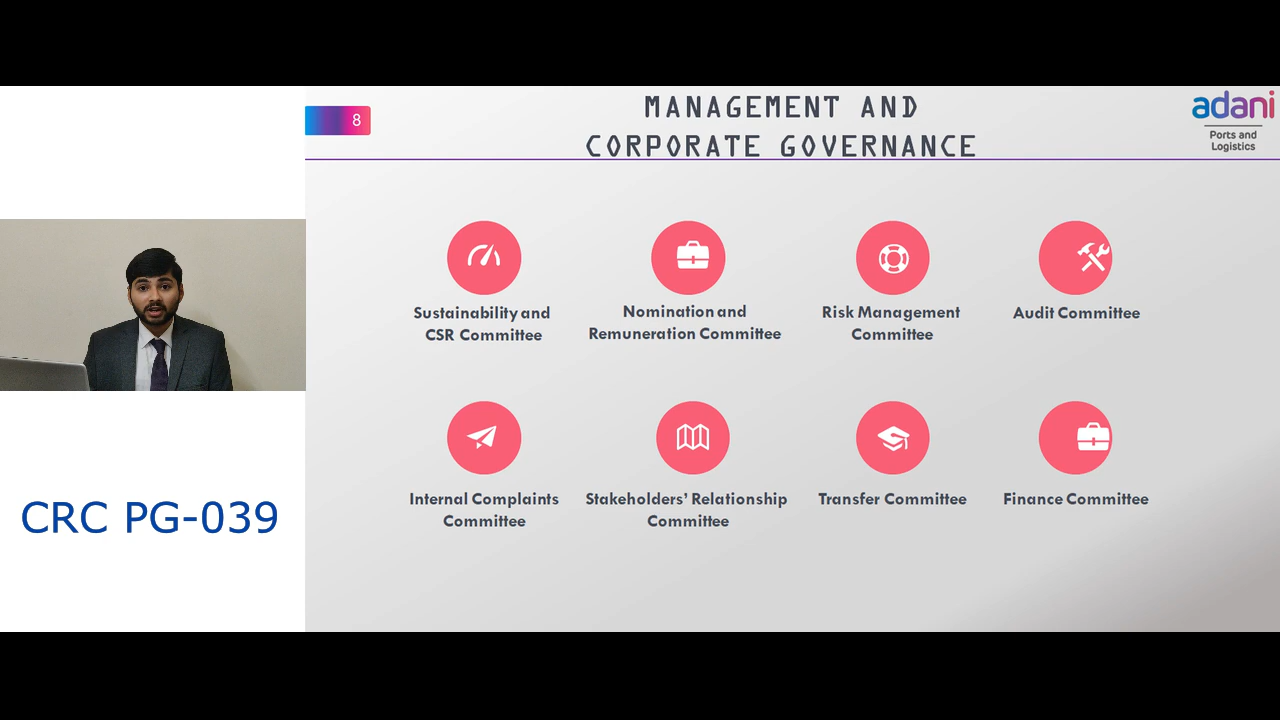 8
MANAGEMENT AND
CORPORATE GOVERNANCE
adani
Ports and
Logistics
Sustainability and
CSR Committee
Nomination and
Remuneration Committee
Risk Management
Committee
Audit Committee
Internal Complaints
Committee
Stakeholders’ Relationship
Committee
Transfer Committee
Finance Committee
CRC PG-039